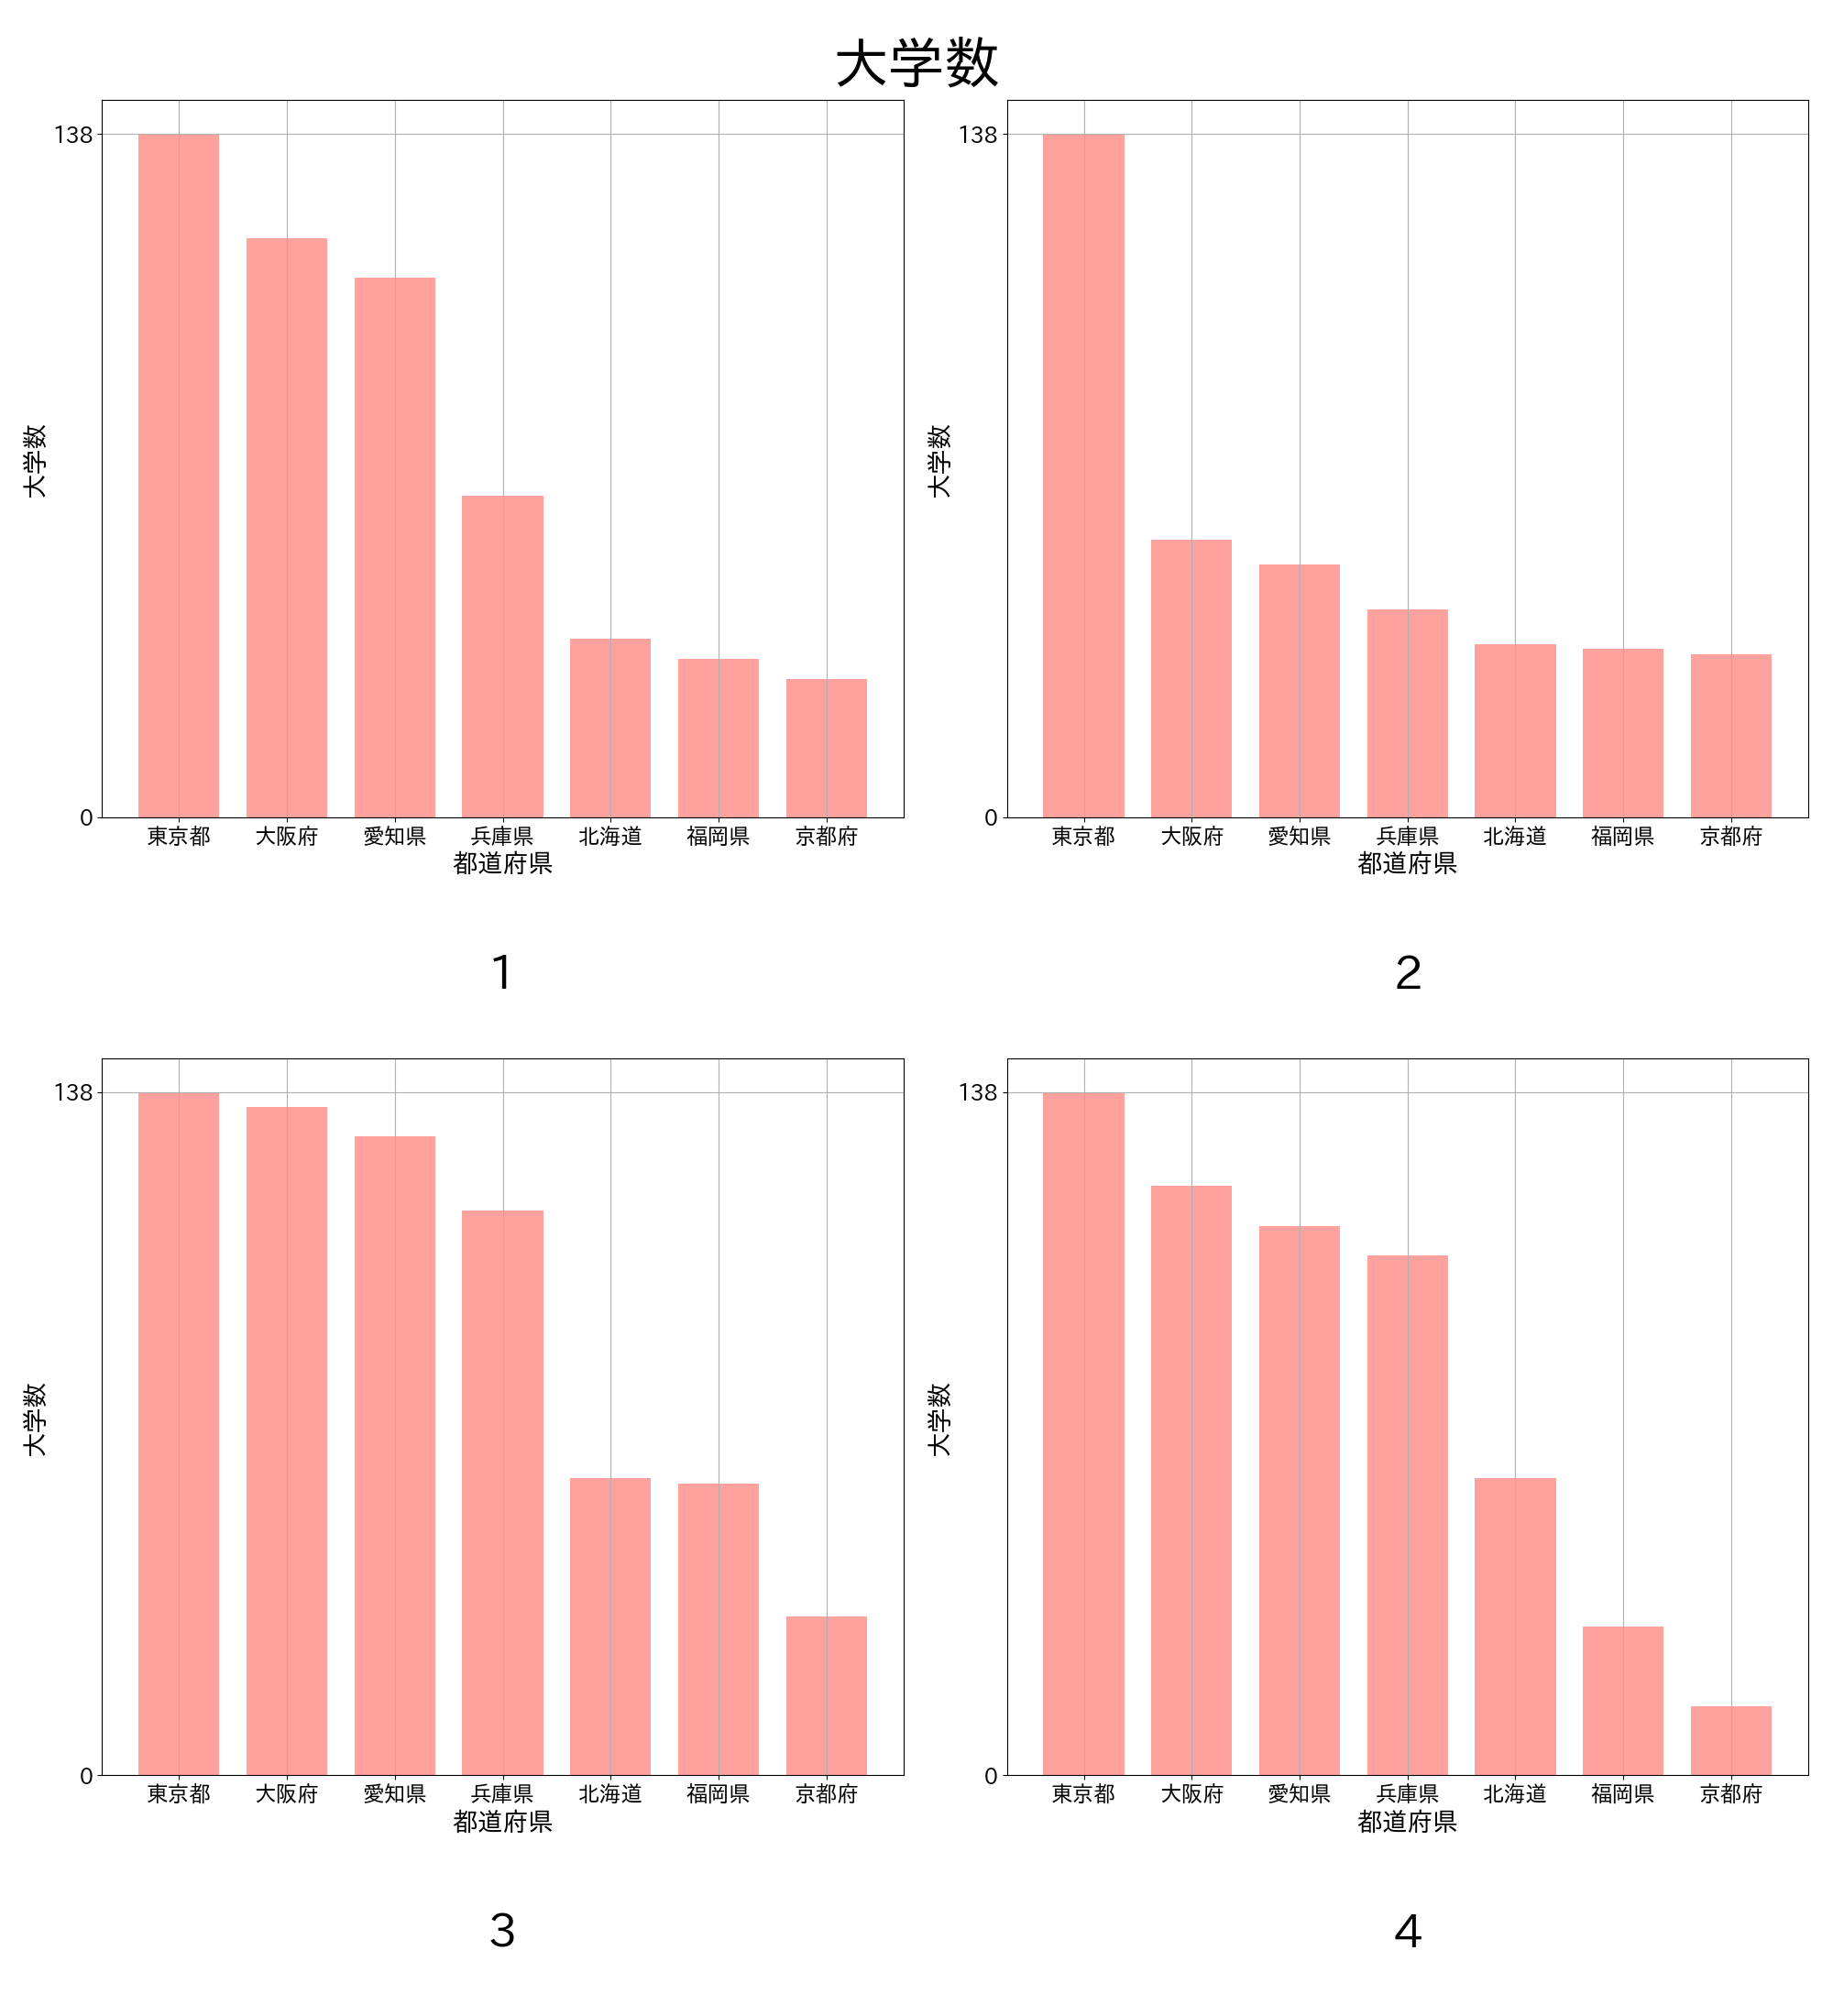 大学数
138
0
大学数
東京都 大阪府 愛知県 兵庫県 北海道 福岡県 京都府
都道府県
1
138
0
大学数
東京都 大阪府 愛知県 兵庫県 北海道 福岡県 京都府
都道府県
2
138
0
大学数
東京都 大阪府 愛知県 兵庫県 北海道 福岡県 京都府
都道府県
3
138
0
大学数
東京都 大阪府 愛知県 兵庫県 北海道 福岡県 京都府
都道府県
4